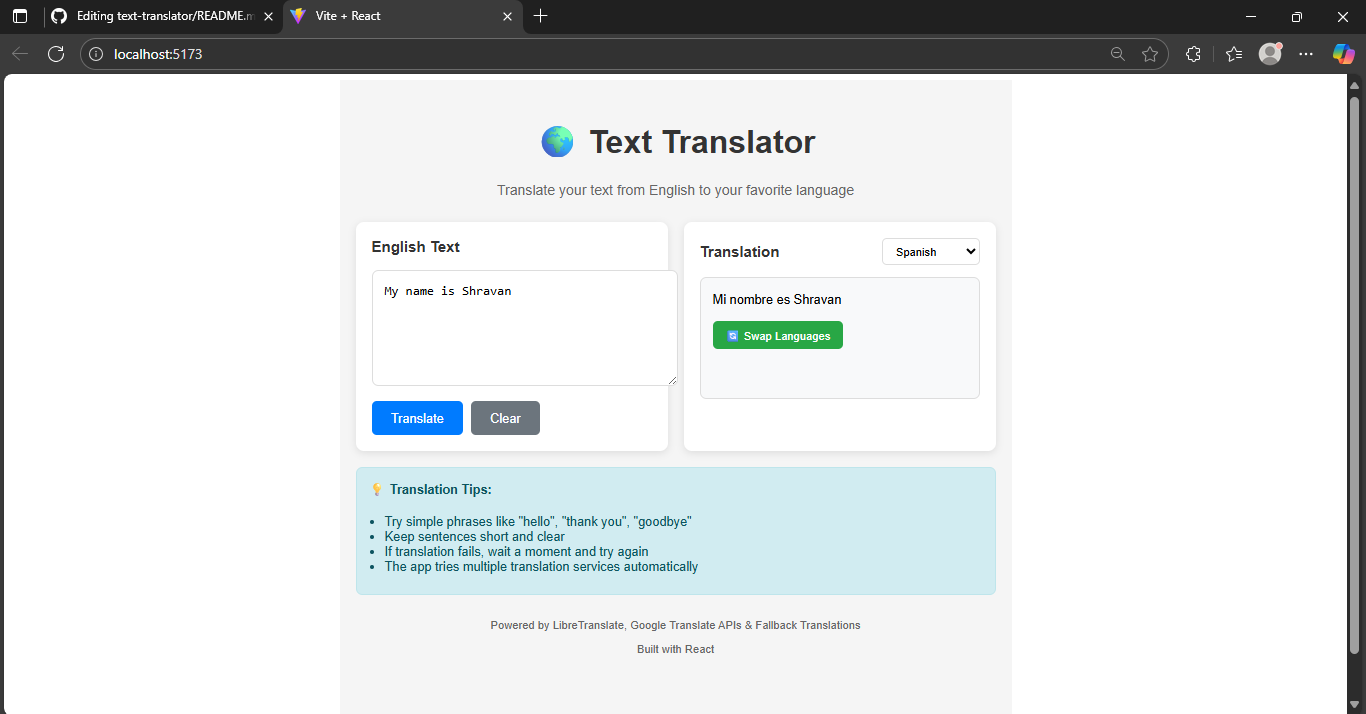 Editing text-translator/README.m
Vite + React
localhost:5173
🌍 Text Translator
Translate your text from English to your favorite language
English Text
My name is Shravan
Translate
Clear
Translation
Spanish
Mi nombre es Shravan
Swap Languages
💡 Translation Tips:
• Try simple phrases like "hello", "thank you", "goodbye"
• Keep sentences short and clear
• If translation fails, wait a moment and try again
• The app tries multiple translation services automatically
Powered by LibreTranslate, Google Translate APIs & Fallback Translations
Built with React